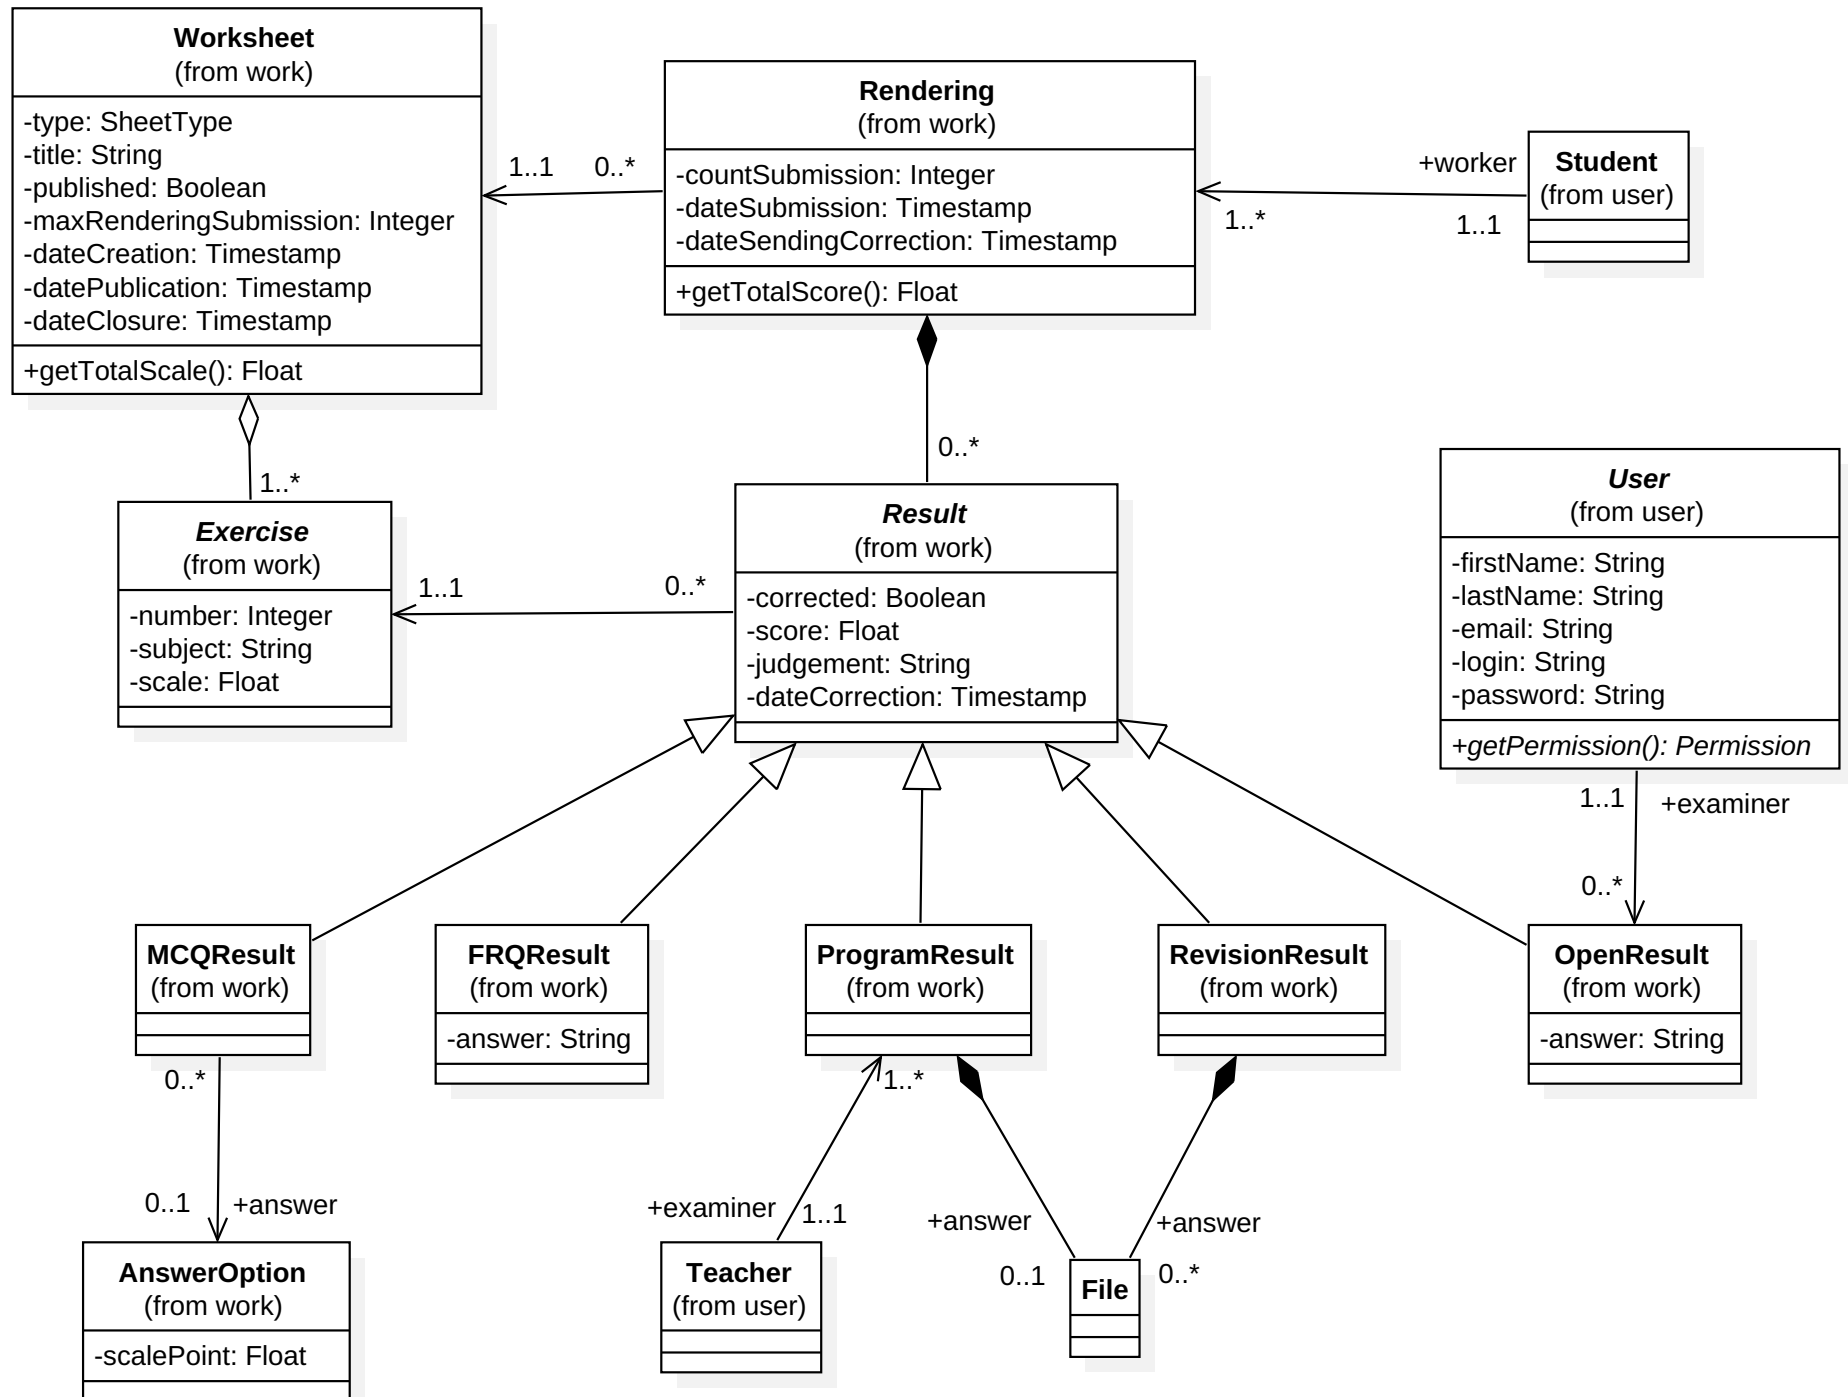 Worksheet
(from work)
-type: SheetType
-title: String
-published: Boolean
-maxRenderingSubmission: Integer
-dateCreation: Timestamp
-datePublication: Timestamp
-dateClosure: Timestamp
+getTotalScale(): Float
1..1
0..*
Rendering
(from work)
-countSubmission: Integer
-dateSubmission: Timestamp
-dateSendingCorrection: Timestamp
+getTotalScore(): Float
+worker
1..*
1..1
Student
(from user)
1..*
0..*
Exercise
(from work)
-number: Integer
-subject: String
-scale: Float
1..1
0..*
Result
(from work)
-corrected: Boolean
-score: Float
-judgement: String
-dateCorrection: Timestamp
User
(from user)
-firstName: String
-lastName: String
-email: String
-login: String
-password: String
+getPermission(): Permission
1..1
+examiner
0..*
MCQResult
(from work)
FRQResult
(from work)
-answer: String
ProgramResult
(from work)
RevisionResult
(from work)
OpenResult
(from work)
-answer: String
0..*
1..*
0..1
+answer
+examiner
1..1
+answer
+answer
0..1
0..*
AnswerOption
(from work)
-scalePoint: Float
Teacher
(from user)
File